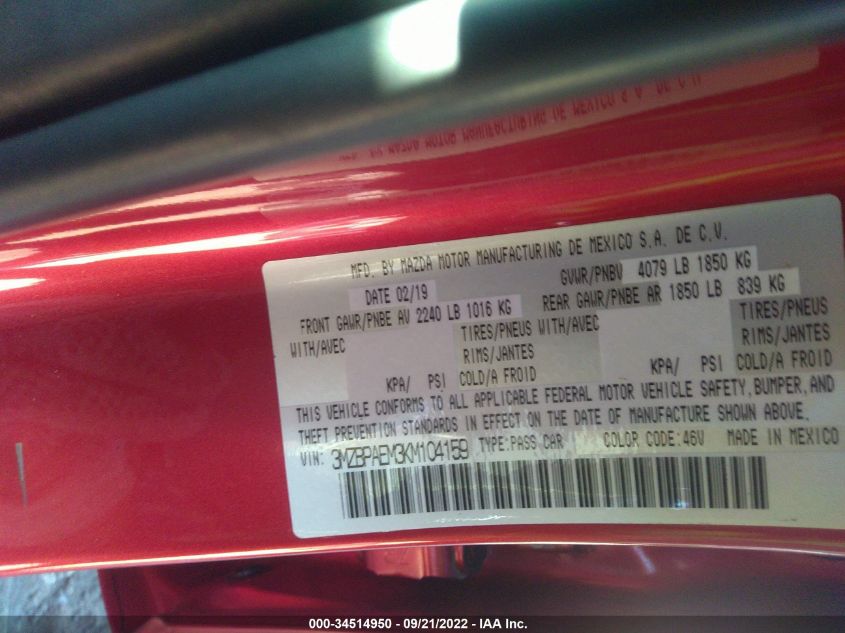 MFD. BY MAZDA MOTOR MANUFACTURING DE MEXICO S.A. DE C.V.
DATE 02/19 GVWR/PNBV 4079 LB 1850 KG
FRONT GAWR/PNBE AV 2240 LB 1016 KG REAR GAWR/PNBE AR 1850 LB 839 KG
WITH/AVEC TIRES/PNEUS WITH/AVEC TIRES/PNEUS
RIMS/JANTES RIMS/JANTES
KPA/ PSI COLD/A FROID KPA/ PSI COLD/A FROID
THIS VEHICLE CONFORMS TO ALL APPLICABLE FEDERAL MOTOR VEHICLE SAFETY, BUMPER, AND
THEFT PREVENTION STANDARDS IN EFFECT ON THE DATE OF MANUFACTURE SHOWN ABOVE.
VIN: 3MZBPAEM3KM104159 TYPE:PASS CAR COLOR CODE:46V MADE IN MEXICO
000-34514950 - 09/21/2022 - IAA Inc.